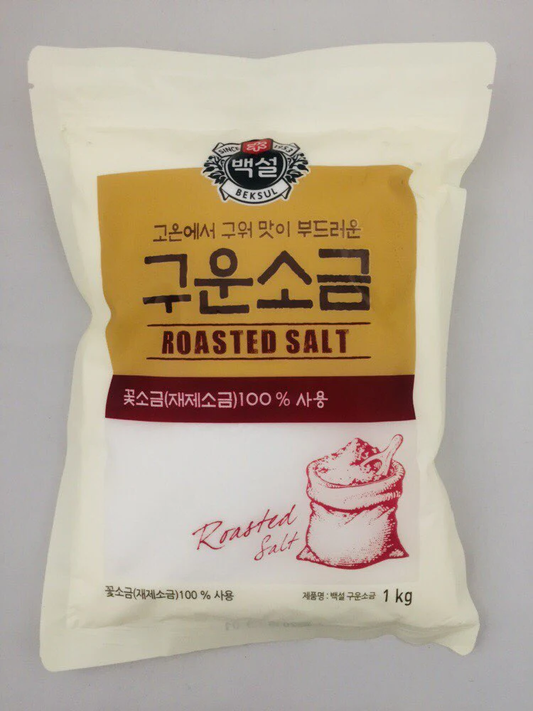 SINCE 1953
백설
BEKSUL
고온에서 구워 맛이 부드러운
구운소금
ROASTED SALT
꽃소금(재제소금)100 % 사용
Roasted
Salt
꽃소금(재제소금)100 % 사용
제품명 : 백설 구운소금 1 kg